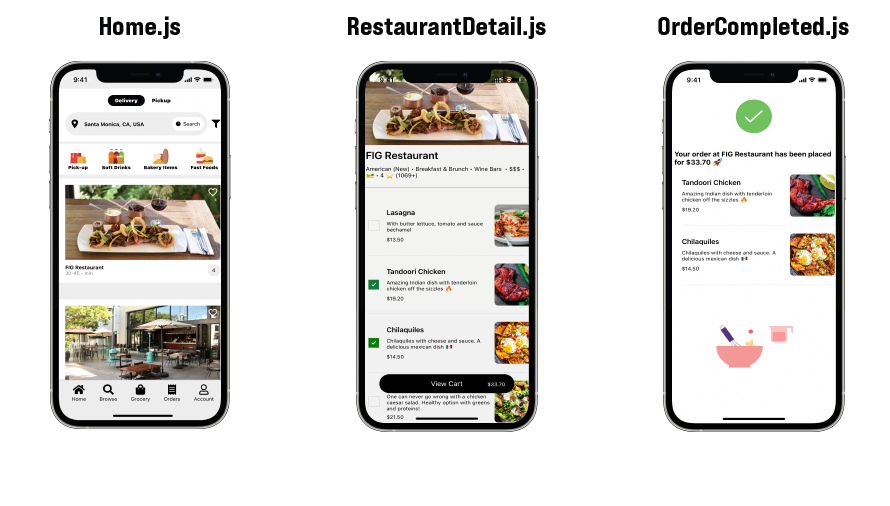 Home.js
RestaurantDetail.js
OrderCompleted.js
9:41
Delivery Pickup
Santa Monica, CA, USA Search
Pick-up Soft Drinks Bakery Items Fast Foods
FIG Restaurant
30-45 • min
4
Home Browse Grocery Orders Account
9:41
FIG Restaurant
American (New) • Breakfast & Brunch • Wine Bars • $$$ •
🎫 • 4 ⭐ (1069+)
Lasagna
With butter lettuce, tomato and sauce
bechamel
$13.50
Tandoori Chicken
Amazing Indian dish with tenderloin
chicken off the sizzles 🔥
$19.20
Chilaquiles
Chilaquiles with cheese and sauce. A
delicious mexican dish 🇲🇽
$14.50
View Cart $33.70
One can never go wrong with a chicken
caesar salad. Healthy option with greens
and proteins!
$21.50
9:41
Your order at FIG Restaurant has been placed
for $33.70 🚀
Tandoori Chicken
Amazing Indian dish with tenderloin
chicken off the sizzles 🔥
$19.20
Chilaquiles
Chilaquiles with cheese and sauce. A
delicious mexican dish 🇲🇽
$14.50